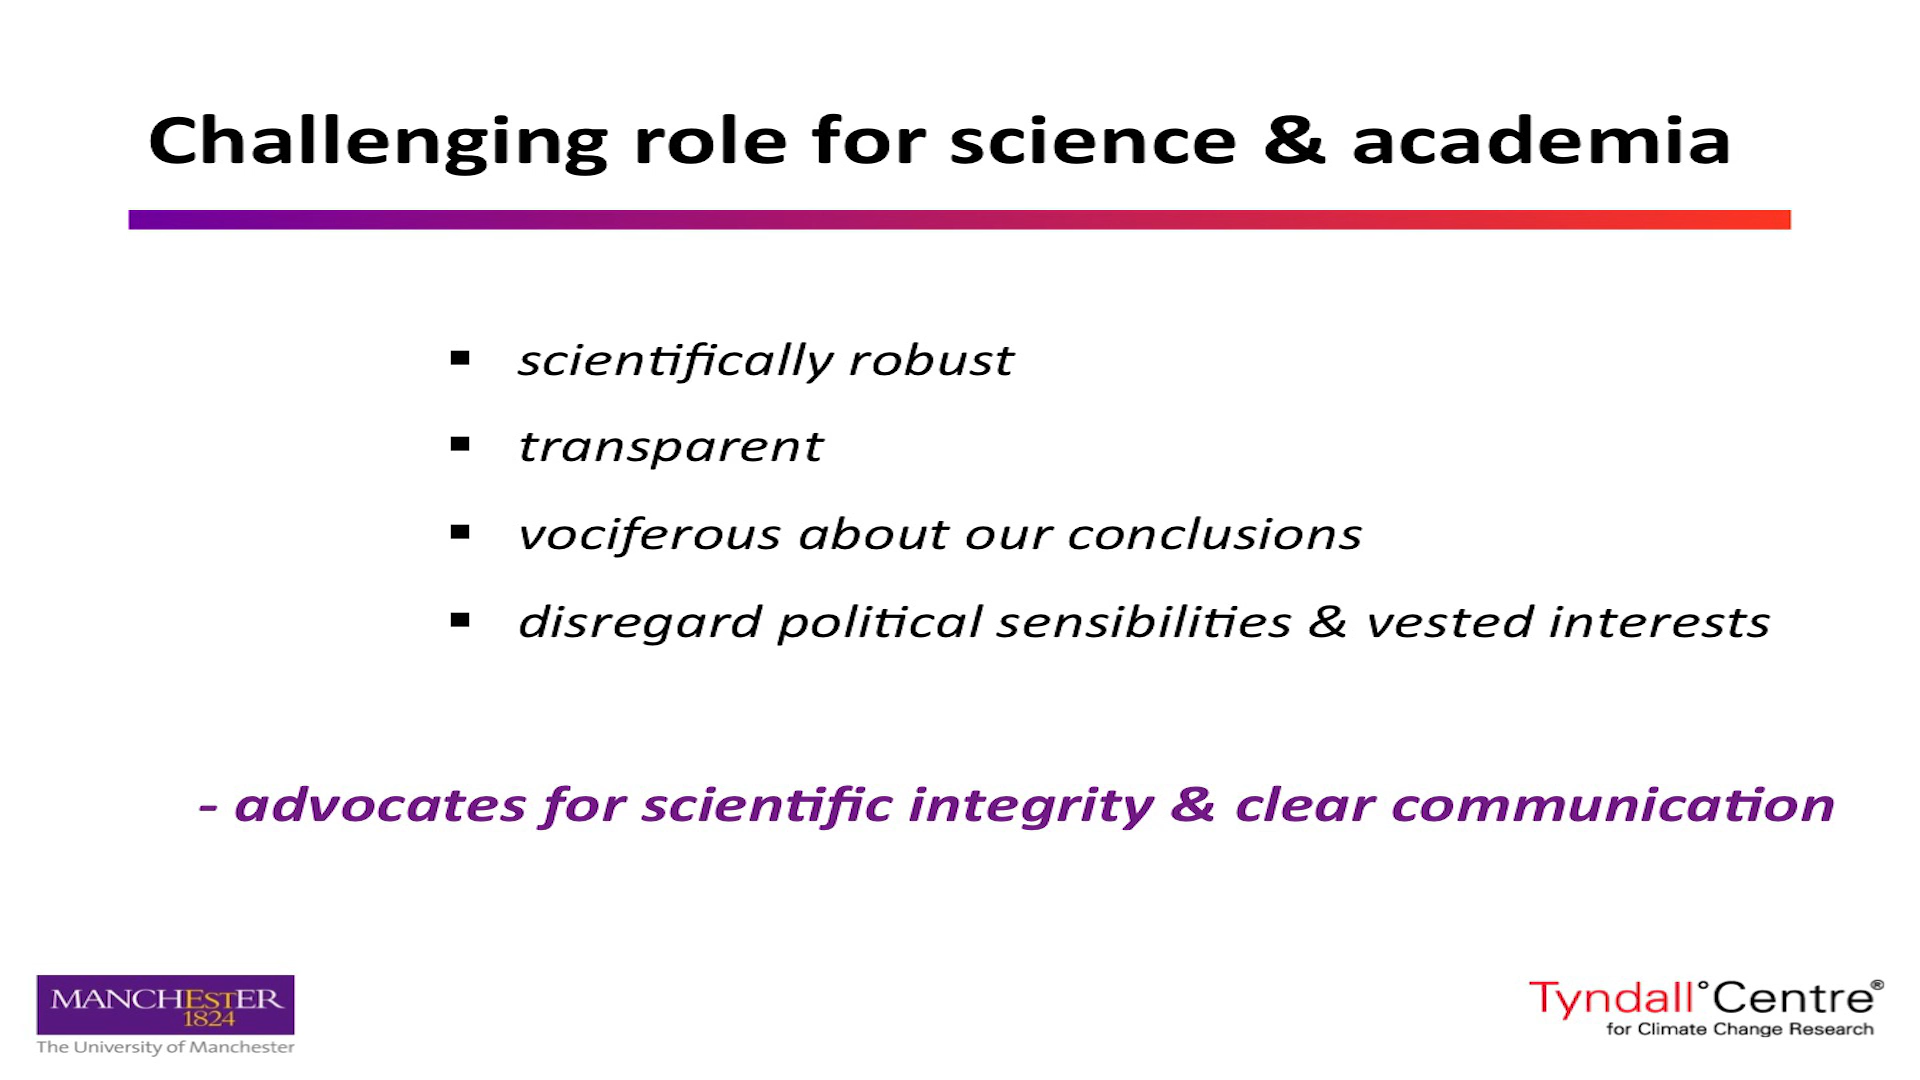 Challenging role for science & academia
▪ scientifically robust
▪ transparent
▪ vociferous about our conclusions
▪ disregard political sensibilities & vested interests
- advocates for scientific integrity & clear communication
MANCHESTER
1824
The University of Manchester
Tyndall°Centre®
for Climate Change Research